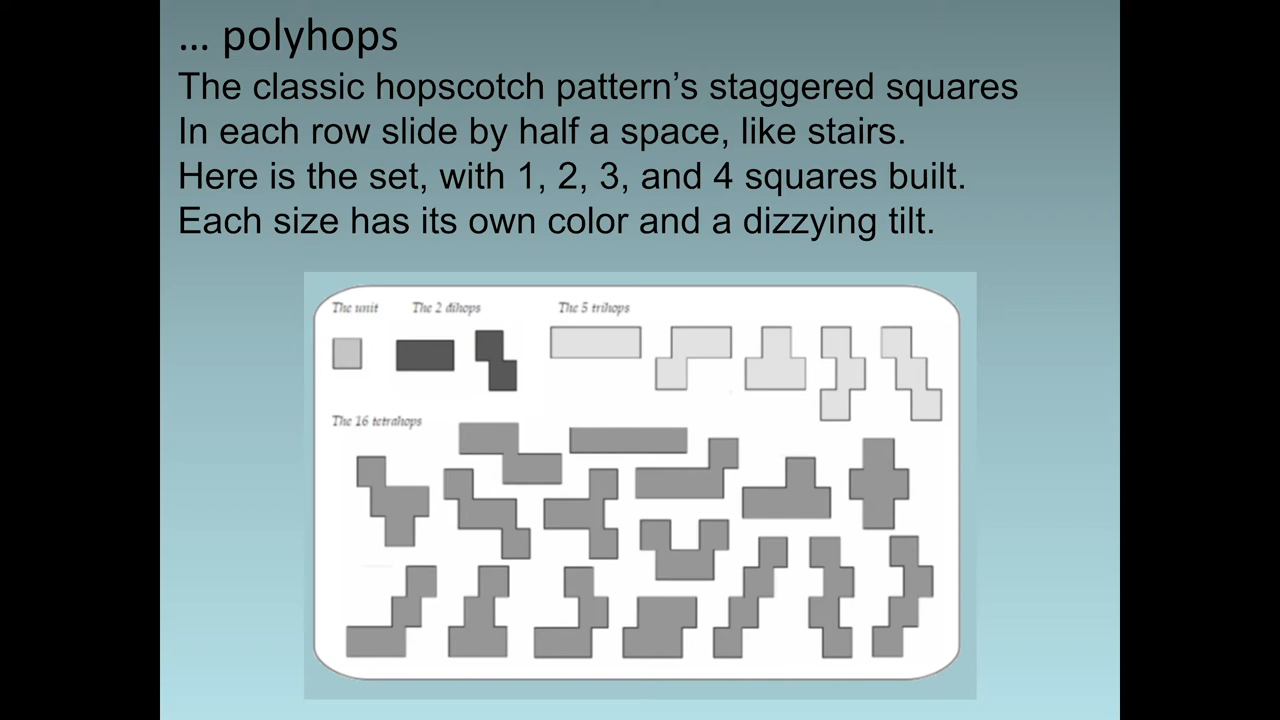 ... polyhops
The classic hopscotch pattern’s staggered squares
In each row slide by half a space, like stairs.
Here is the set, with 1, 2, 3, and 4 squares built.
Each size has its own color and a dizzying tilt.
The unit
The 2 dihops
The 5 trihops
The 16 tetrahops